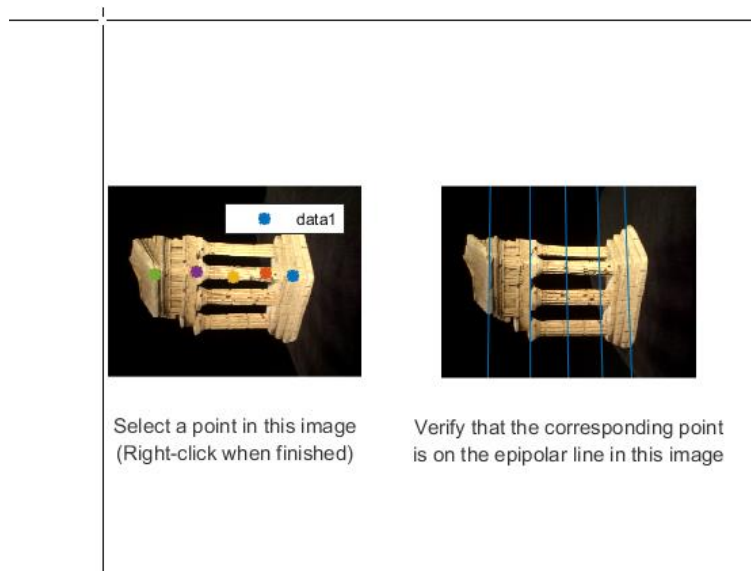 data1
Select a point in this image
(Right-click when finished)
Verify that the corresponding point
is on the epipolar line in this image